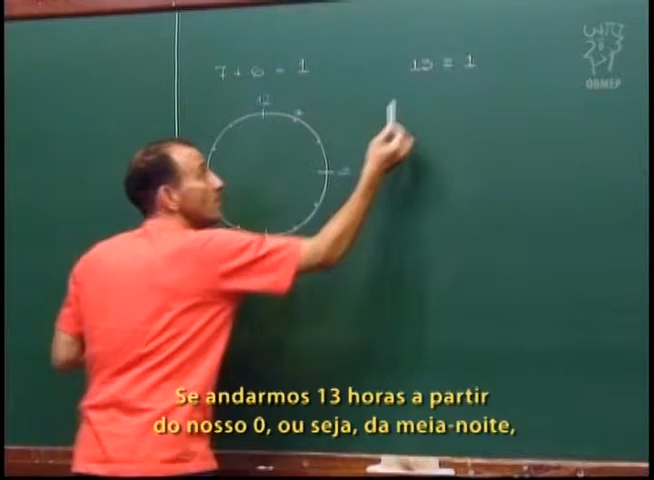 7 + 6 = 1
13 ≡ 1
12
3
OBMEP
Se andarmos 13 horas a partir
do nosso 0, ou seja, da meia-noite,